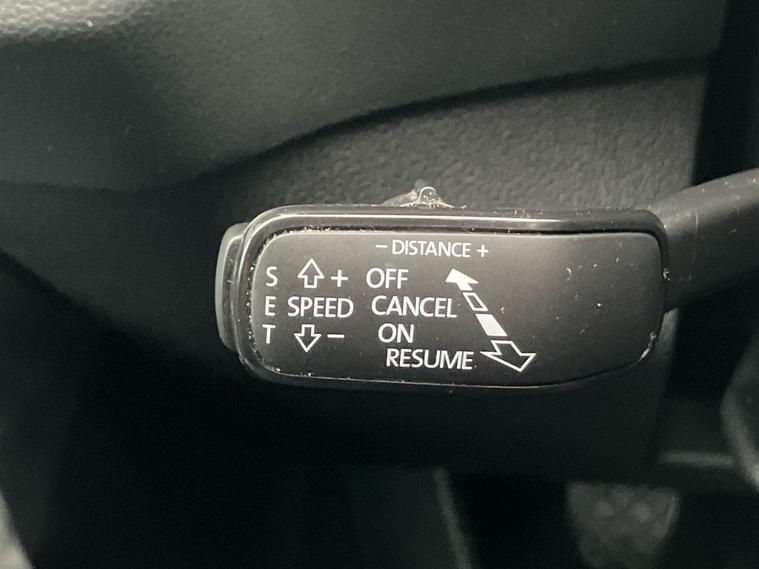 − DISTANCE +
S + OFF
E SPEED CANCEL
T − ON
RESUME